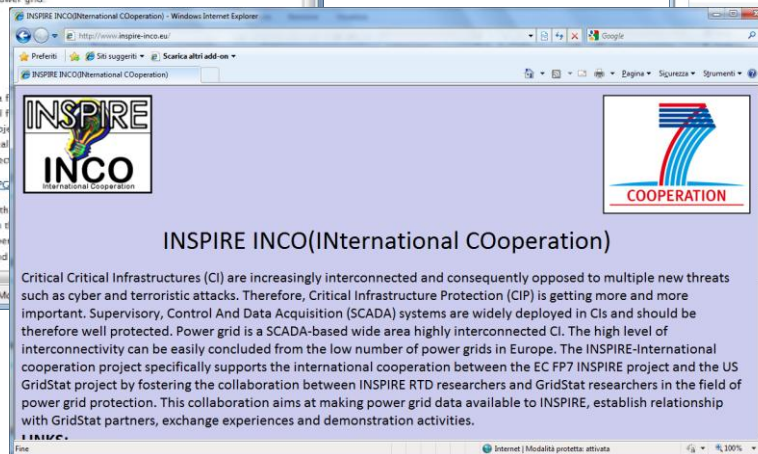 ower grid.
INSPIRE INCO(INternational COoperation) - Windows Internet Explorer
http://www.inspire-inco.eu/
Google
Preferiti
Siti suggeriti
Scarica altri add-on
INSPIRE INCO(INternational COoperation)
Pagina
Sicurezza
Strumenti
INSPIRE
INCO
International Cooperation
7
COOPERATION
INSPIRE INCO(INternational COoperation)
Critical Critical Infrastructures (CI) are increasingly interconnected and consequently opposed to multiple new threats
such as cyber and terroristic attacks. Therefore, Critical Infrastructure Protection (CIP) is getting more and more
important. Supervisory, Control And Data Acquisition (SCADA) systems are widely deployed in CIs and should be
therefore well protected. Power grid is a SCADA-based wide area highly interconnected CI. The high level of
interconnectivity can be easily concluded from the low number of power grids in Europe. The INSPIRE-International
cooperation project specifically supports the international cooperation between the EC FP7 INSPIRE project and the US
GridStat project by fostering the collaboration between INSPIRE RTD researchers and GridStat researchers in the field of
power grid protection. This collaboration aims at making power grid data available to INSPIRE, establish relationship
with GridStat partners, exchange experiences and demonstration activities.
LINKS:
Fine
Internet | Modalità protetta: attivata
100%